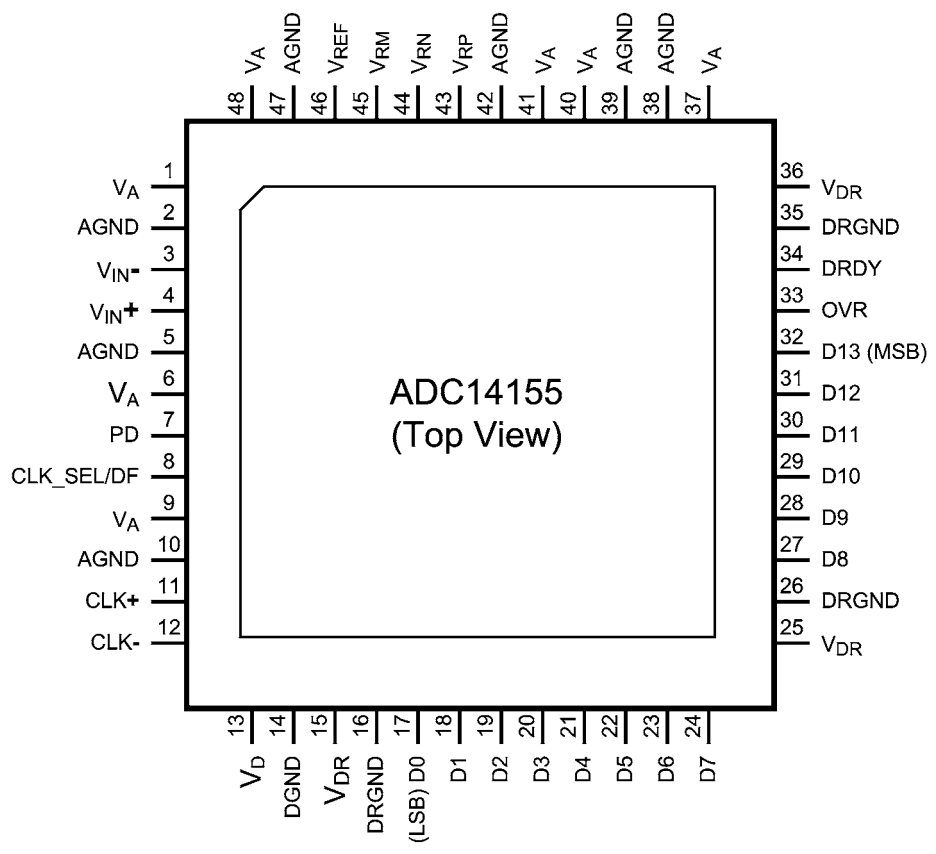 VA AGND VREF VRM VRN VRP AGND VA VA AGND AGND VA
48 47 46 45 44 43 42 41 40 39 38 37
1 36
VA VDR
2 35
AGND DRGND
3 34
VIN- DRDY
4 33
VIN+ OVR
5 32
AGND D13 (MSB)
6 31
VA D12
7 30
PD D11
8 29
CLK_SEL/DF D10
9 28
VA D9
10 27
AGND D8
11 26
CLK+ DRGND
12 25
CLK- VDR
ADC14155
(Top View)
13 14 15 16 17 18 19 20 21 22 23 24
VD DGND VDR DRGND (LSB) D0 D1 D2 D3 D4 D5 D6 D7